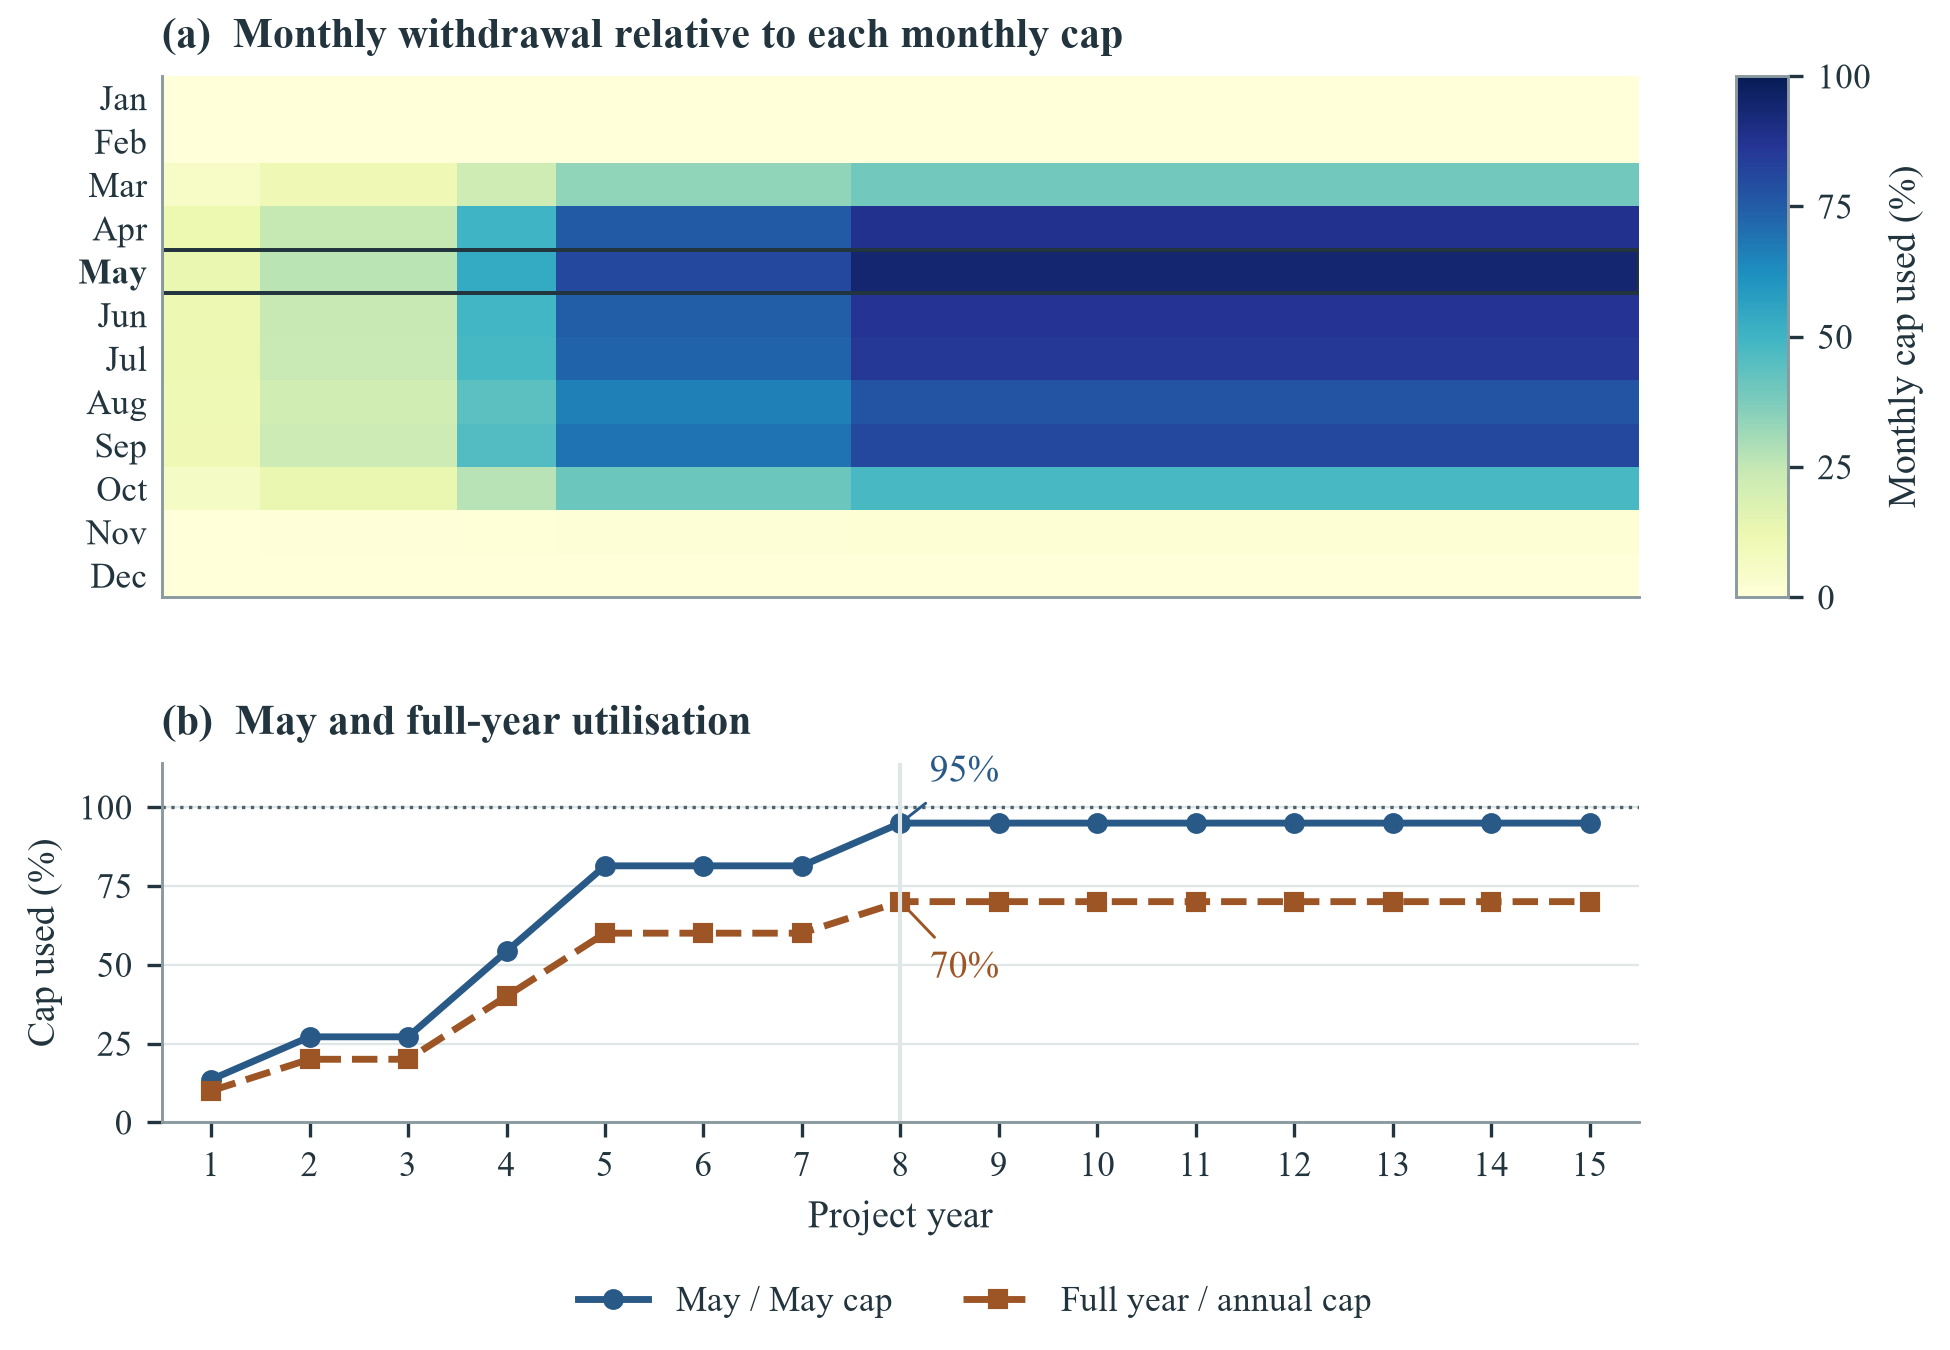 (a) Monthly withdrawal relative to each monthly cap
Jan
Feb
Mar
Apr
May
Jun
Jul
Aug
Sep
Oct
Nov
Dec
100
75
50
25
0
Monthly cap used (%)
(b) May and full-year utilisation
95%
70%
100
75
50
25
0
Cap used (%)
1 2 3 4 5 6 7 8 9 10 11 12 13 14 15
Project year
May / May cap
Full year / annual cap